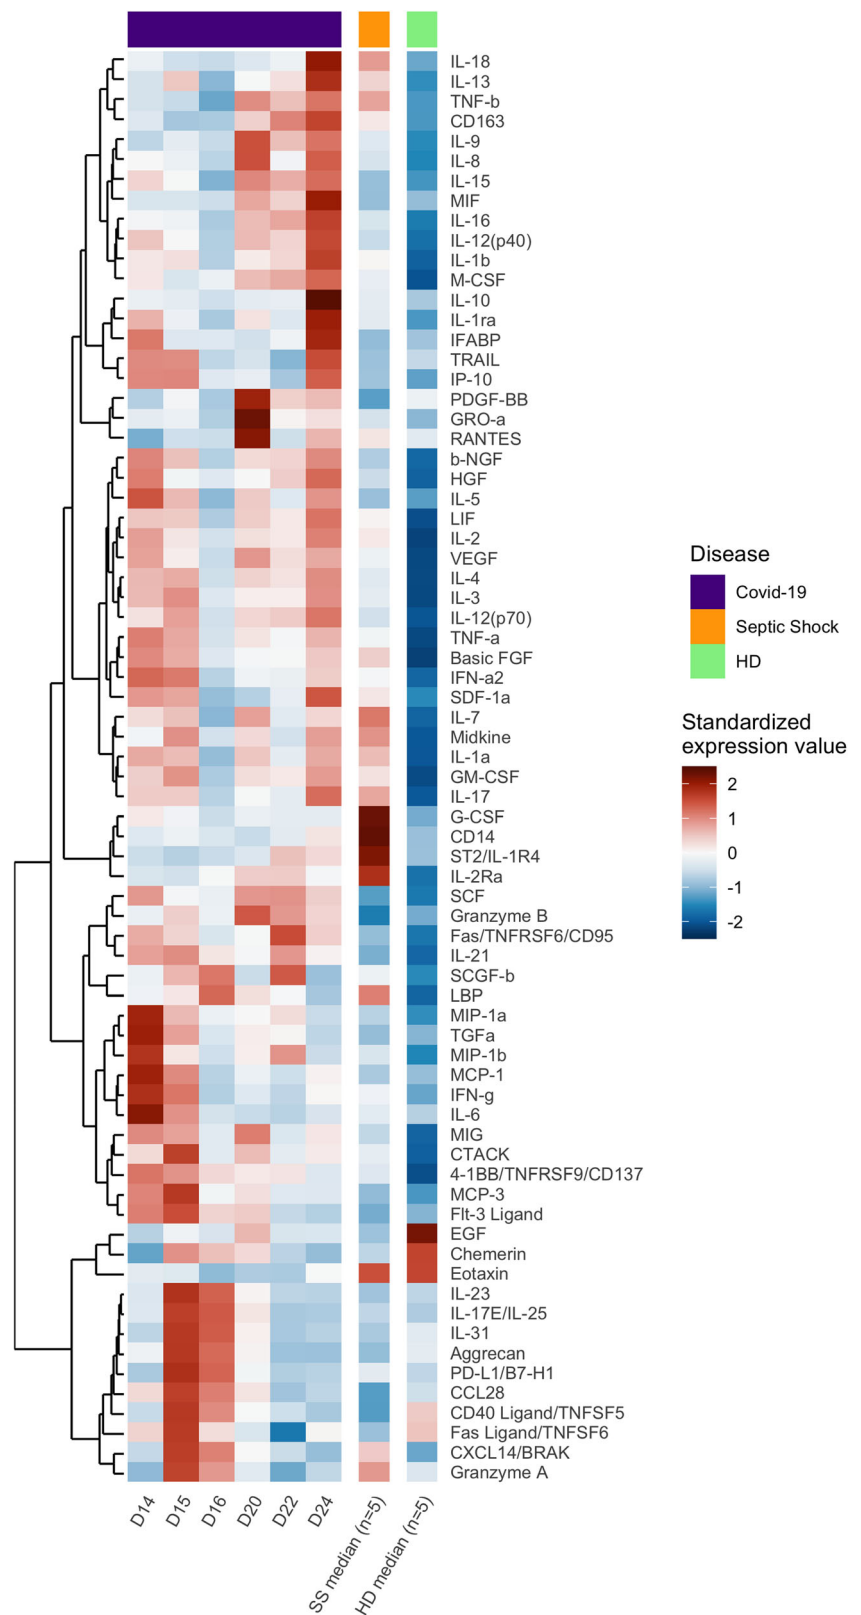 IL-18
IL-13
TNF-b
CD163
IL-9
IL-8
IL-15
MIF
IL-16
IL-12(p40)
IL-1b
M-CSF
IL-10
IL-1ra
IFABP
TRAIL
IP-10
PDGF-BB
GRO-a
RANTES
b-NGF
HGF
IL-5
LIF
IL-2
VEGF
IL-4
IL-3
IL-12(p70)
TNF-a
Basic FGF
IFN-a2
SDF-1a
IL-7
Midkine
IL-1a
GM-CSF
IL-17
G-CSF
CD14
ST2/IL-1R4
IL-2Ra
SCF
Granzyme B
Fas/TNFRSF6/CD95
IL-21
SCGF-b
LBP
MIP-1a
TGFa
MIP-1b
MCP-1
IFN-g
IL-6
MIG
CTACK
4-1BB/TNFRSF9/CD137
MCP-3
Flt-3 Ligand
EGF
Chemerin
Eotaxin
IL-23
IL-17E/IL-25
IL-31
Aggrecan
PD-L1/B7-H1
CCL28
CD40 Ligand/TNFSF5
Fas Ligand/TNFSF6
CXCL14/BRAK
Granzyme A
D14
D15
D16
D20
D22
D24
SS median (n=5)
HD median (n=5)
Disease
Covid-19
Septic Shock
HD
Standardized
expression value
2
1
0
-1
-2